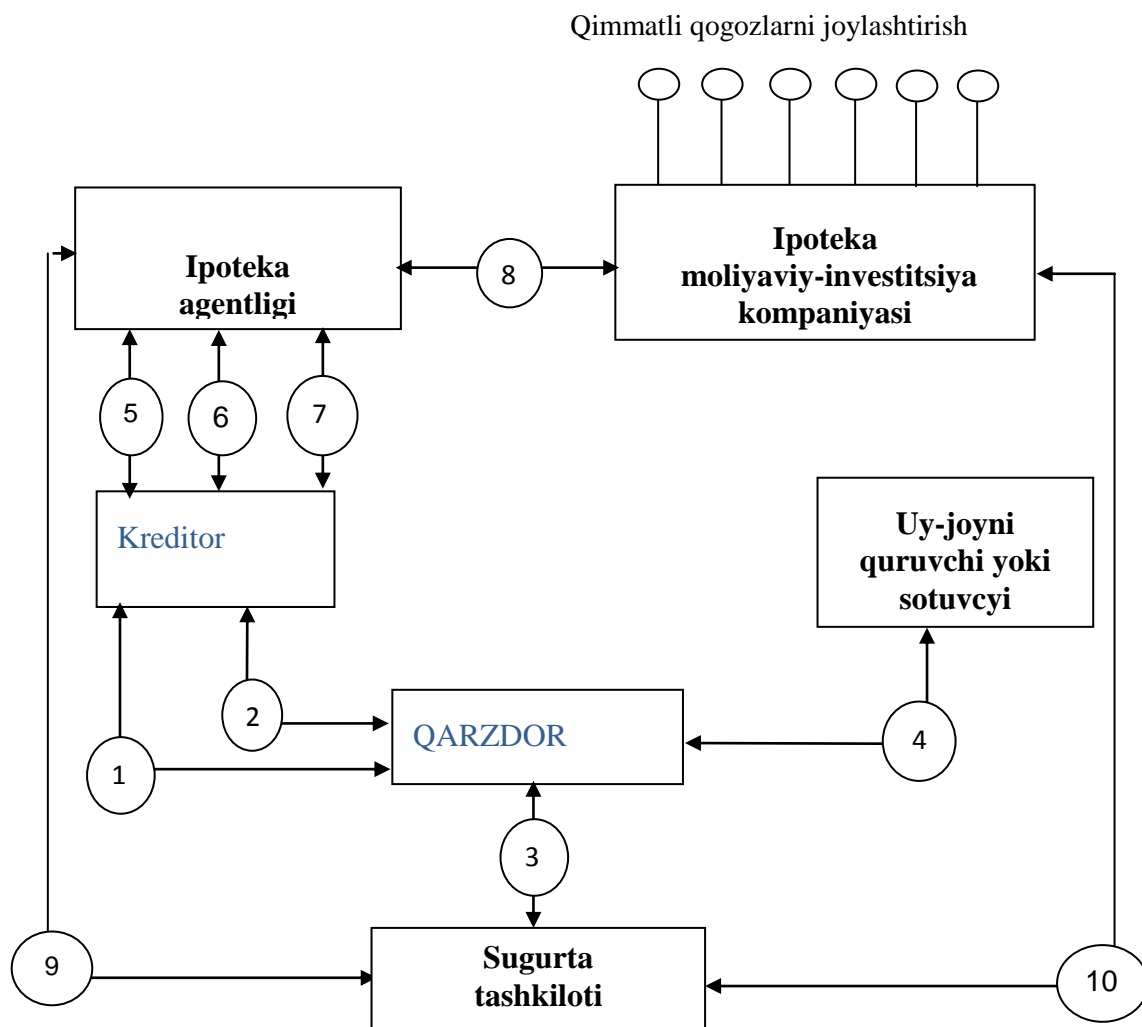 Qimmatli qogozlarni joylashtirish
Ipoteka
agentligi
8
Ipoteka
moliyaviy-investitsiya
kompaniyasi
5
6
7
Kreditor
Uy-joyni
quruvchi yoki
sotuvcyi
2
QARZDOR
4
1
3
9
Sugurta
tashkiloti
10